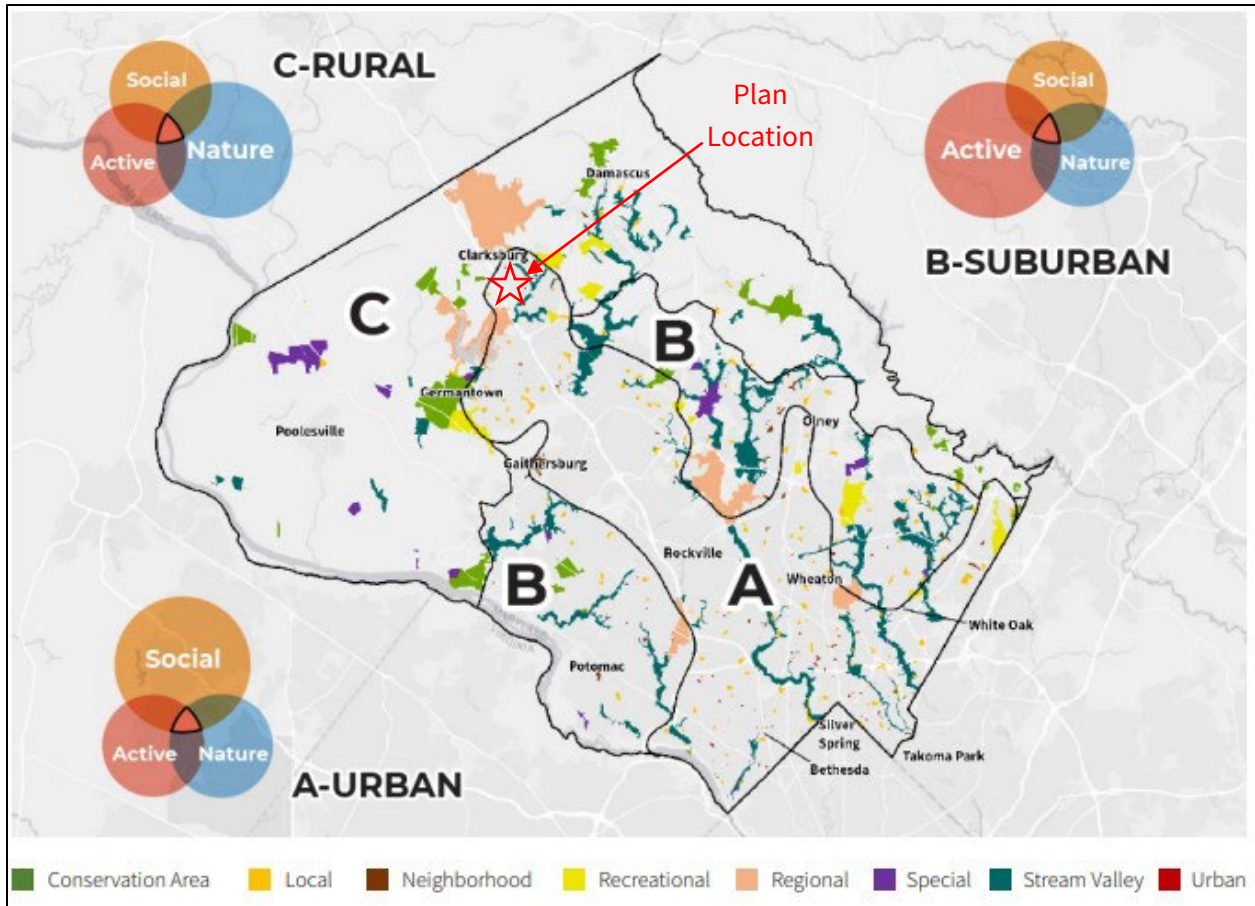 C-RURAL
Social
Active
Nature
Plan
Location
Social
Active
Nature
B-SUBURBAN
Damascus
Clarksburg
C
B
Germantown
Poolesville
Olney
Gaithersburg
Rockville
B
A
Wheaton
White Oak
Potomac
Silver
Spring
Takoma Park
Bethesda
Social
Active
Nature
A-URBAN
Conservation Area
Local
Neighborhood
Recreational
Regional
Special
Stream Valley
Urban